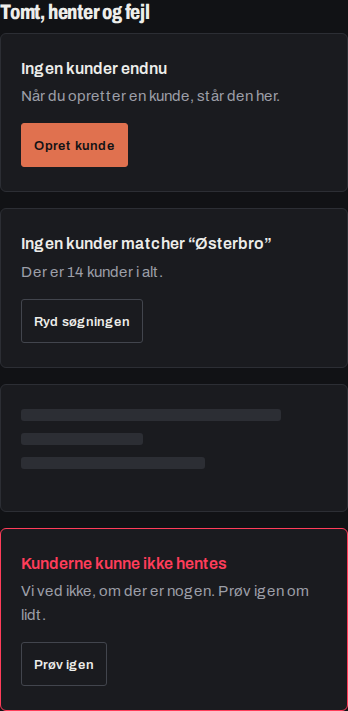 Tomt, henter og fejl
Ingen kunder endnu
Når du opretter en kunde, står den her.
Opret kunde
Ingen kunder matcher “Østerbro”
Der er 14 kunder i alt.
Ryd søgningen
Kunderne kunne ikke hentes
Vi ved ikke, om der er nogen. Prøv igen om
lidt.
Prøv igen